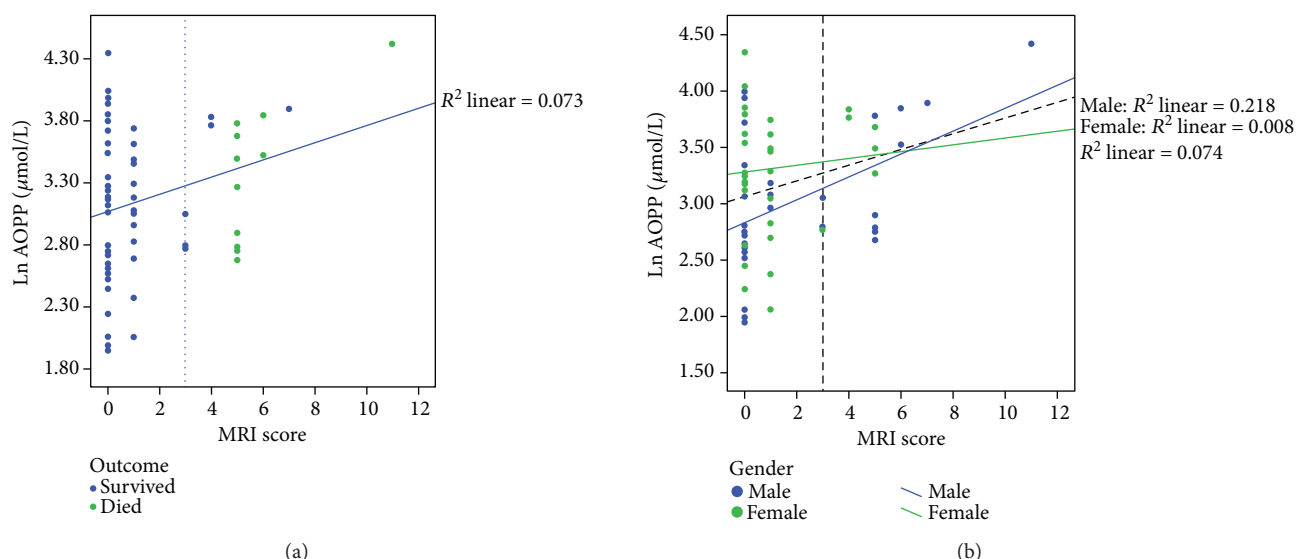 4.30
3.80
3.30
2.80
2.30
1.80
Ln AOPP (μmol/L)
0 2 4 6 8 10 12
MRI score
R² linear = 0.073
Outcome
Survived
Died
(a)
4.50
4.00
3.50
3.00
2.50
2.00
1.50
Ln AOPP (μmol/L)
0 2 4 6 8 10 12
MRI score
Male: R² linear = 0.218
Female: R² linear = 0.008
R² linear = 0.074
Gender
Male Male
Female Female
(b)